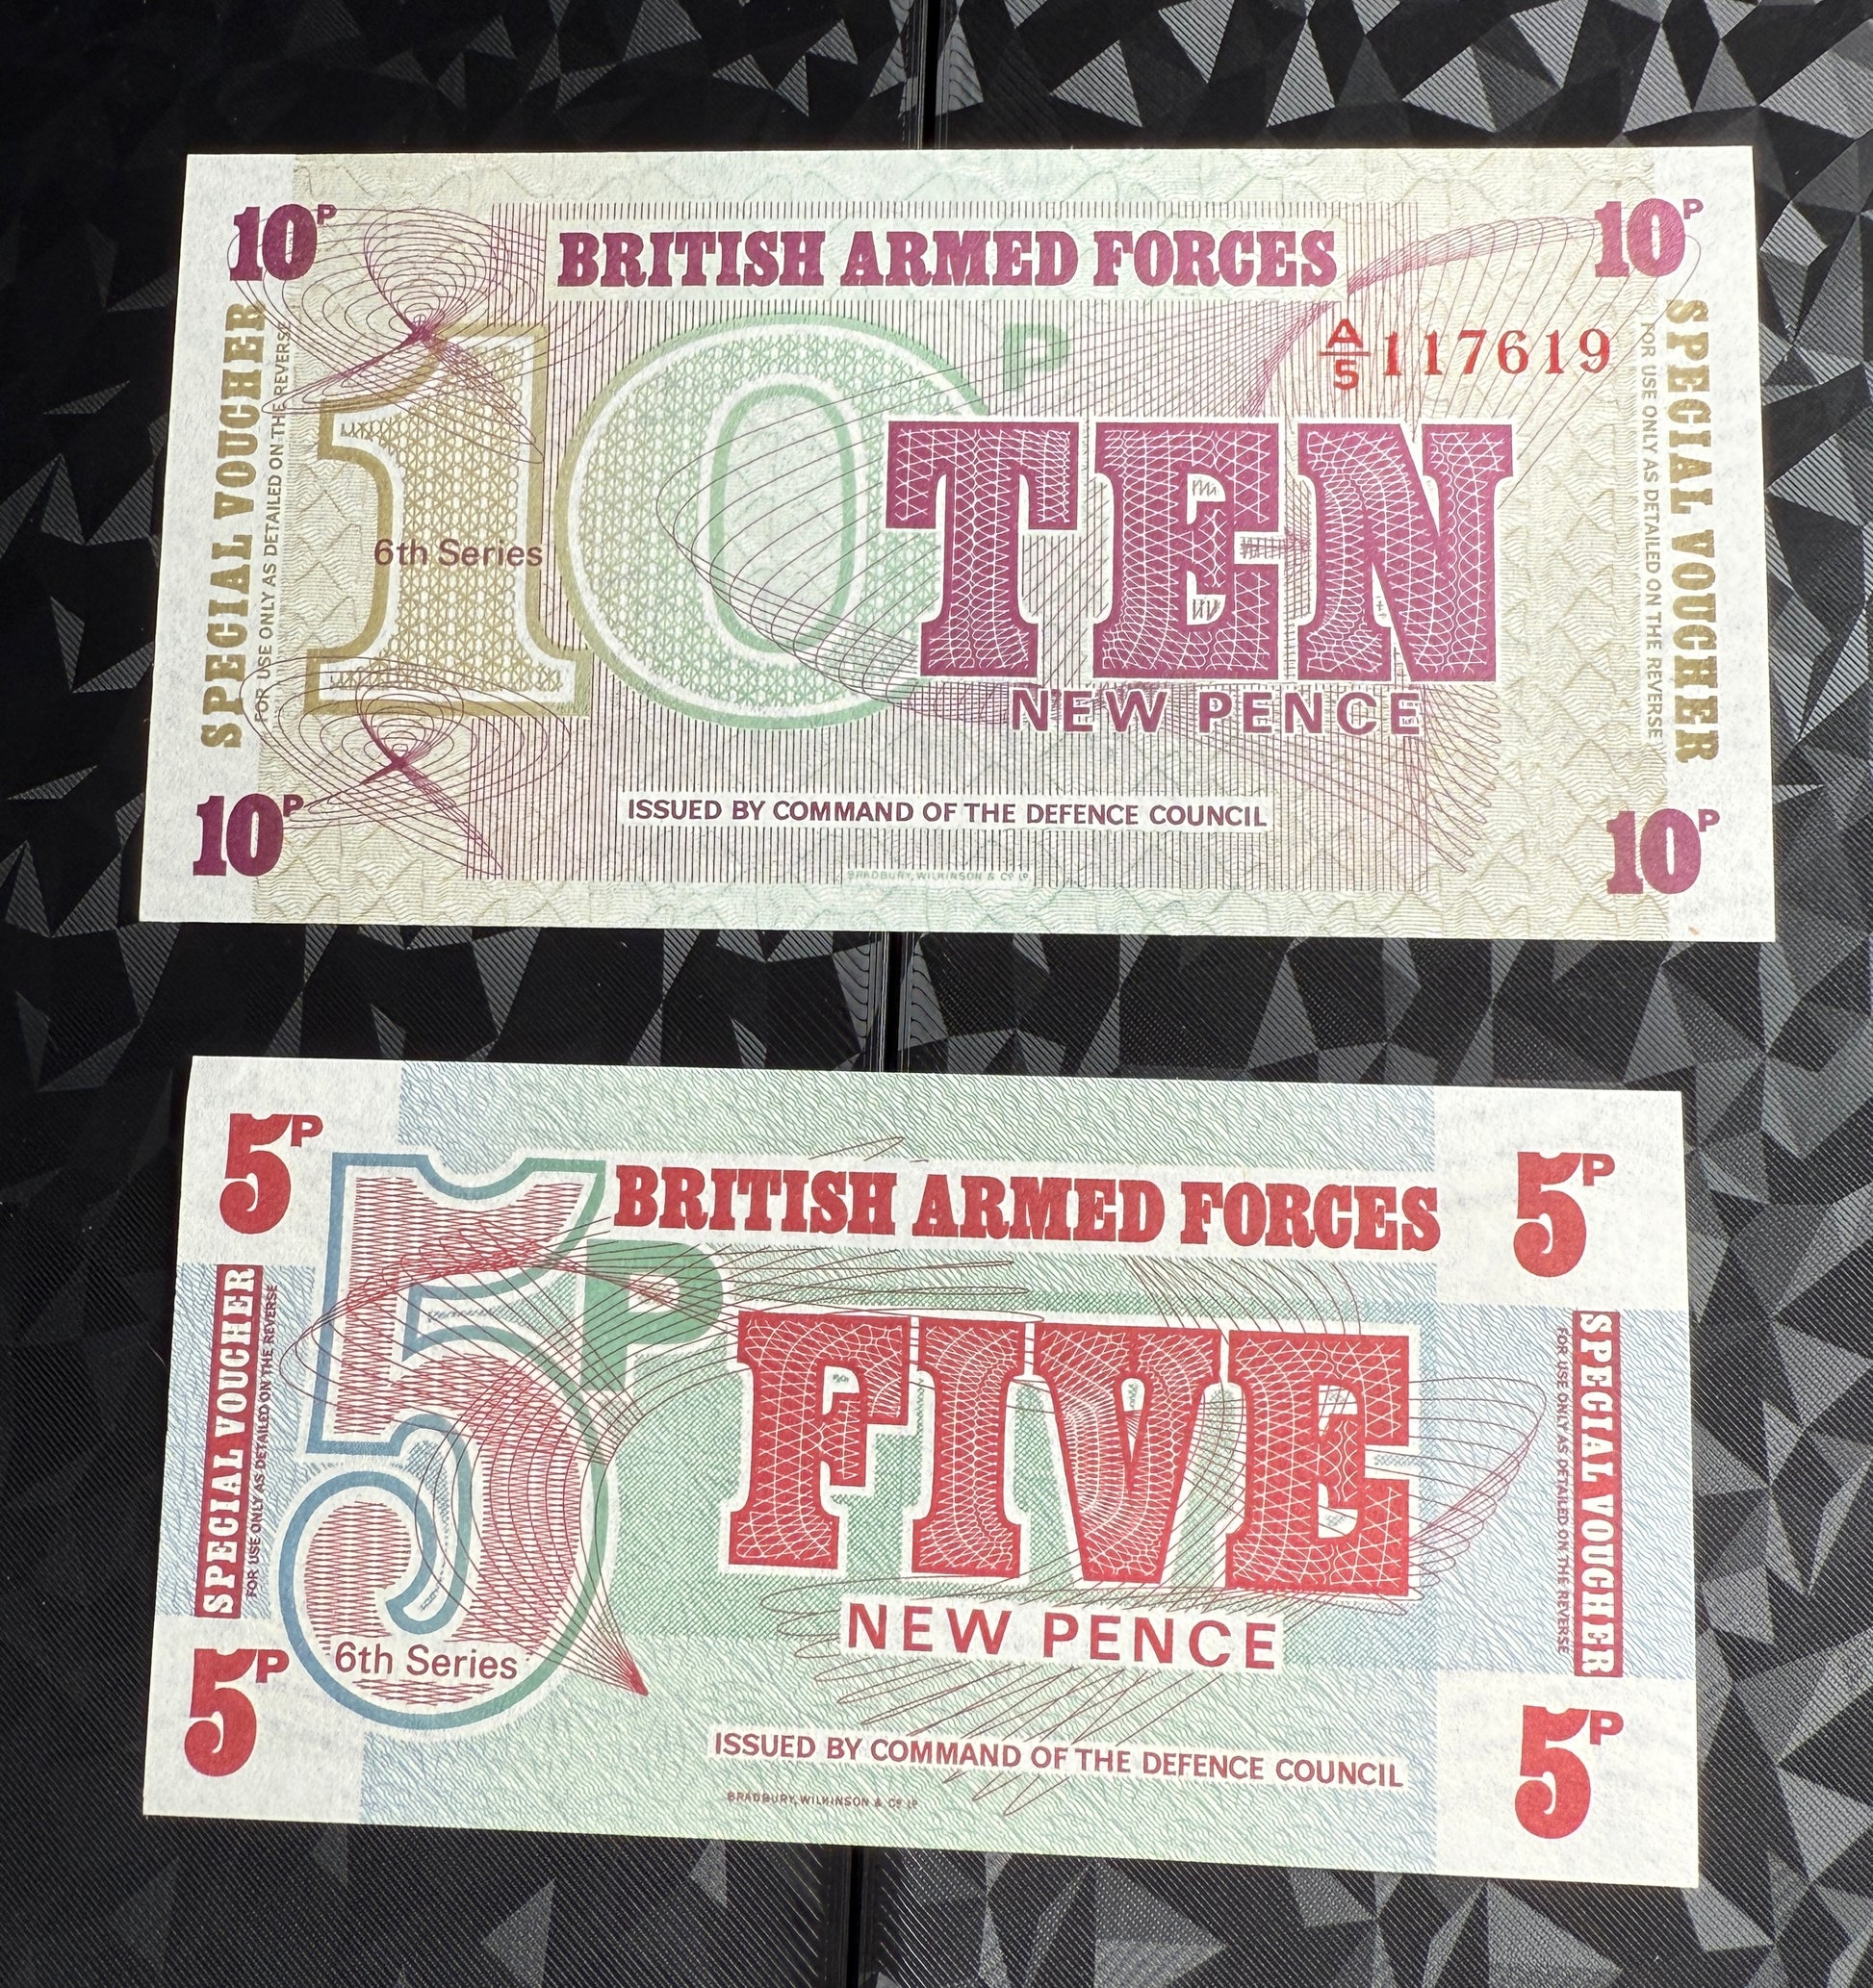 10P
BRITISH ARMED FORCES
10P
A/5 117619
10P
SPECIAL VOUCHER
FOR USE ONLY AS DETAILED ON THE REVERSE
6th Series
TEN
NEW PENCE
SPECIAL VOUCHER
FOR USE ONLY AS DETAILED ON THE REVERSE
ISSUED BY COMMAND OF THE DEFENCE COUNCIL
10P
BRADBURY, WILKINSON & Co Ld
10P
5P
BRITISH ARMED FORCES
5P
5P
SPECIAL VOUCHER
FOR USE ONLY AS DETAILED ON THE REVERSE
FIVE
NEW PENCE
SPECIAL VOUCHER
FOR USE ONLY AS DETAILED ON THE REVERSE
6th Series
5P
ISSUED BY COMMAND OF THE DEFENCE COUNCIL
BRADBURY, WILKINSON & Co Ld
5P